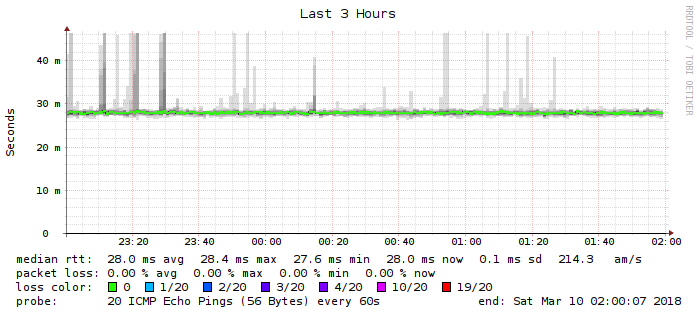 Last 3 Hours
RRDTOOL / TOBI OETIKER
Seconds
40 m
30 m
20 m
10 m
0
23:20 23:40 00:00 00:20 00:40 01:00 01:20 01:40 02:00
median rtt: 28.0 ms avg 28.4 ms max 27.6 ms min 28.0 ms now 0.1 ms sd 214.3 am/s
packet loss: 0.00 % avg 0.00 % max 0.00 % min 0.00 % now
loss color: 0 1/20 2/20 3/20 4/20 10/20 19/20
probe: 20 ICMP Echo Pings (56 Bytes) every 60s end: Sat Mar 10 02:00:07 2018